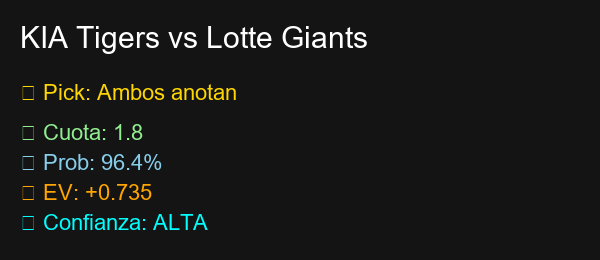 KIA Tigers vs Lotte Giants
Pick: Ambos anotan
Cuota: 1.8
Prob: 96.4%
EV: +0.735
Confianza: ALTA